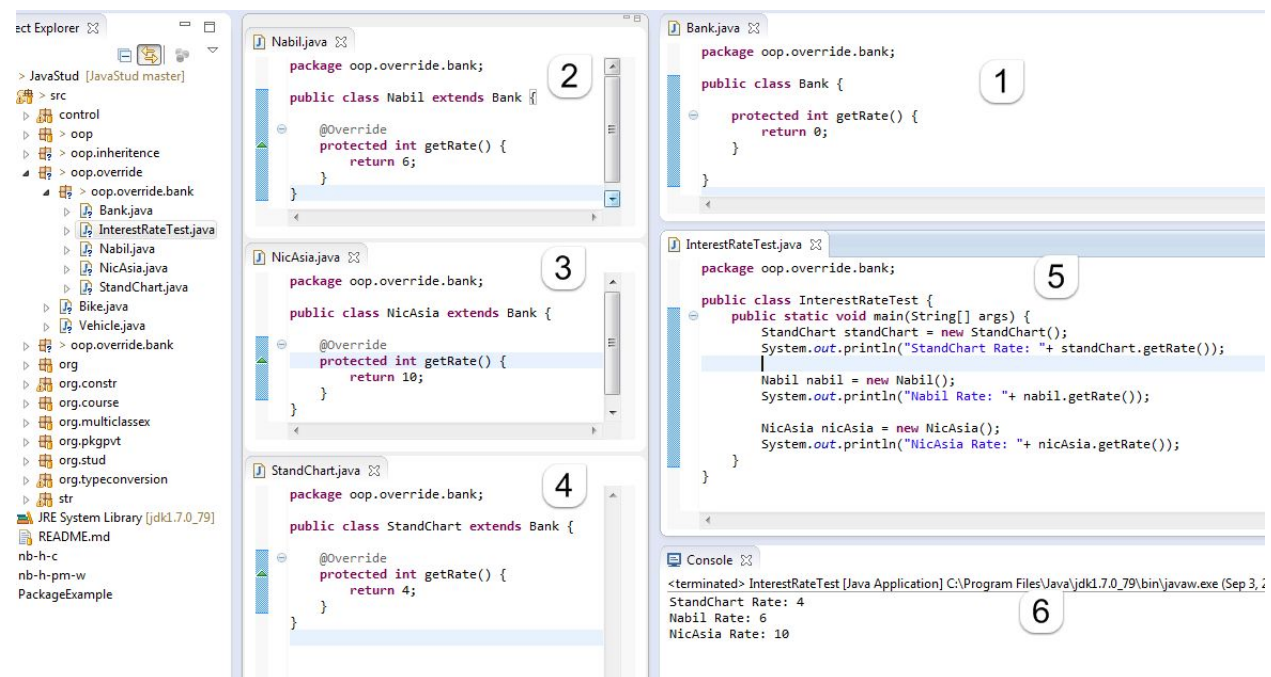 ect Explorer
> JavaStud [JavaStud master]
> src
control
> oop
> oop.inheritence
> oop.override
> oop.override.bank
Bank.java
InterestRateTest.java
Nabil.java
NicAsia.java
StandChart.java
Bike.java
Vehicle.java
> oop.override.bank
org
org.constr
org.course
org.multiclassex
org.pkgpvt
org.stud
org.typeconversion
str
JRE System Library [jdk1.7.0_79]
README.md
nb-h-c
nb-h-pm-w
PackageExample
Nabil.java
2
package oop.override.bank;
public class Nabil extends Bank {
@Override
protected int getRate() {
return 6;
}
}
NicAsia.java
3
package oop.override.bank;
public class NicAsia extends Bank {
@Override
protected int getRate() {
return 10;
}
}
StandChart.java
4
package oop.override.bank;
public class StandChart extends Bank {
@Override
protected int getRate() {
return 4;
}
}
Bank.java
1
package oop.override.bank;
public class Bank {
protected int getRate() {
return 0;
}
}
InterestRateTest.java
5
package oop.override.bank;
public class InterestRateTest {
public static void main(String[] args) {
StandChart standChart = new StandChart();
System.out.println("StandChart Rate: "+ standChart.getRate());
Nabil nabil = new Nabil();
System.out.println("Nabil Rate: "+ nabil.getRate());
NicAsia nicAsia = new NicAsia();
System.out.println("NicAsia Rate: "+ nicAsia.getRate());
}
}
Console
<terminated> InterestRateTest [Java Application] C:\Program Files\Java\jdk1.7.0_79\bin\javaw.exe (Sep 3, 2
6
StandChart Rate: 4
Nabil Rate: 6
NicAsia Rate: 10